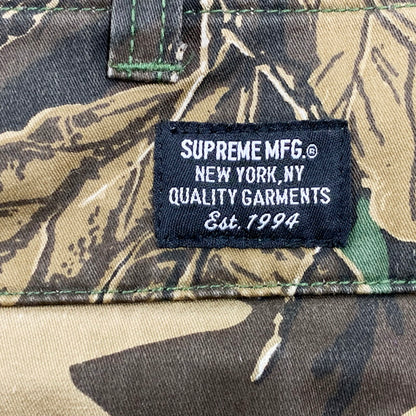 SUPREME MFG.®
NEW YORK, NY
QUALITY GARMENTS
Est. 1994